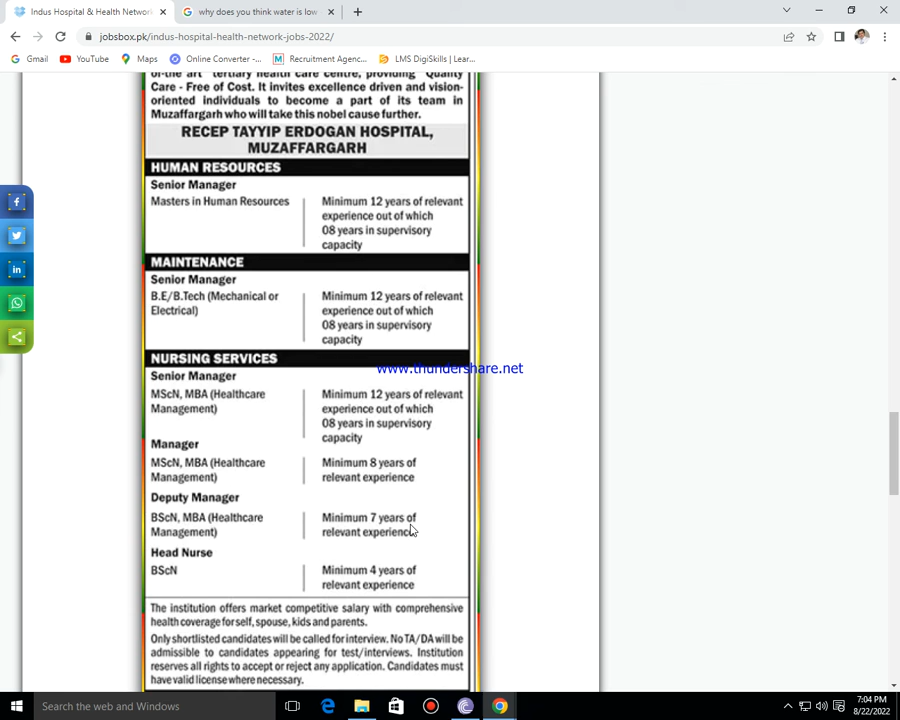 Indus Hospital & Health Network
why does you think water is low
jobsbox.pk/indus-hospital-health-network-jobs-2022/
Gmail
YouTube
Maps
Online Converter -...
Recruitment Agenc...
LMS DigiSkills | Lear...
of-the art tertiary health care centre, providing Quality
Care - Free of Cost. It invites excellence driven and vision-
oriented individuals to become a part of its team in
Muzaffargarh who will take this nobel cause further.
RECEP TAYYIP ERDOGAN HOSPITAL,
MUZAFFARGARH
HUMAN RESOURCES
Senior Manager
Masters in Human Resources
Minimum 12 years of relevant
experience out of which
08 years in supervisory
capacity
MAINTENANCE
Senior Manager
B.E/B.Tech (Mechanical or
Electrical)
Minimum 12 years of relevant
experience out of which
08 years in supervisory
capacity
NURSING SERVICES
www.thundershare.net
Senior Manager
MScN, MBA (Healthcare
Management)
Minimum 12 years of relevant
experience out of which
08 years in supervisory
capacity
Manager
MScN, MBA (Healthcare
Management)
Minimum 8 years of
relevant experience
Deputy Manager
BScN, MBA (Healthcare
Management)
Minimum 7 years of
relevant experience
Head Nurse
BScN
Minimum 4 years of
relevant experience
The institution offers market competitive salary with comprehensive
health coverage for self, spouse, kids and parents.
Only shortlisted candidates will be called for interview. No TA/DA will be
admissible to candidates appearing for test/interviews. Institution
reserves all rights to accept or reject any application. Candidates must
have valid license where necessary.
Search the web and Windows
7:04 PM
8/22/2022